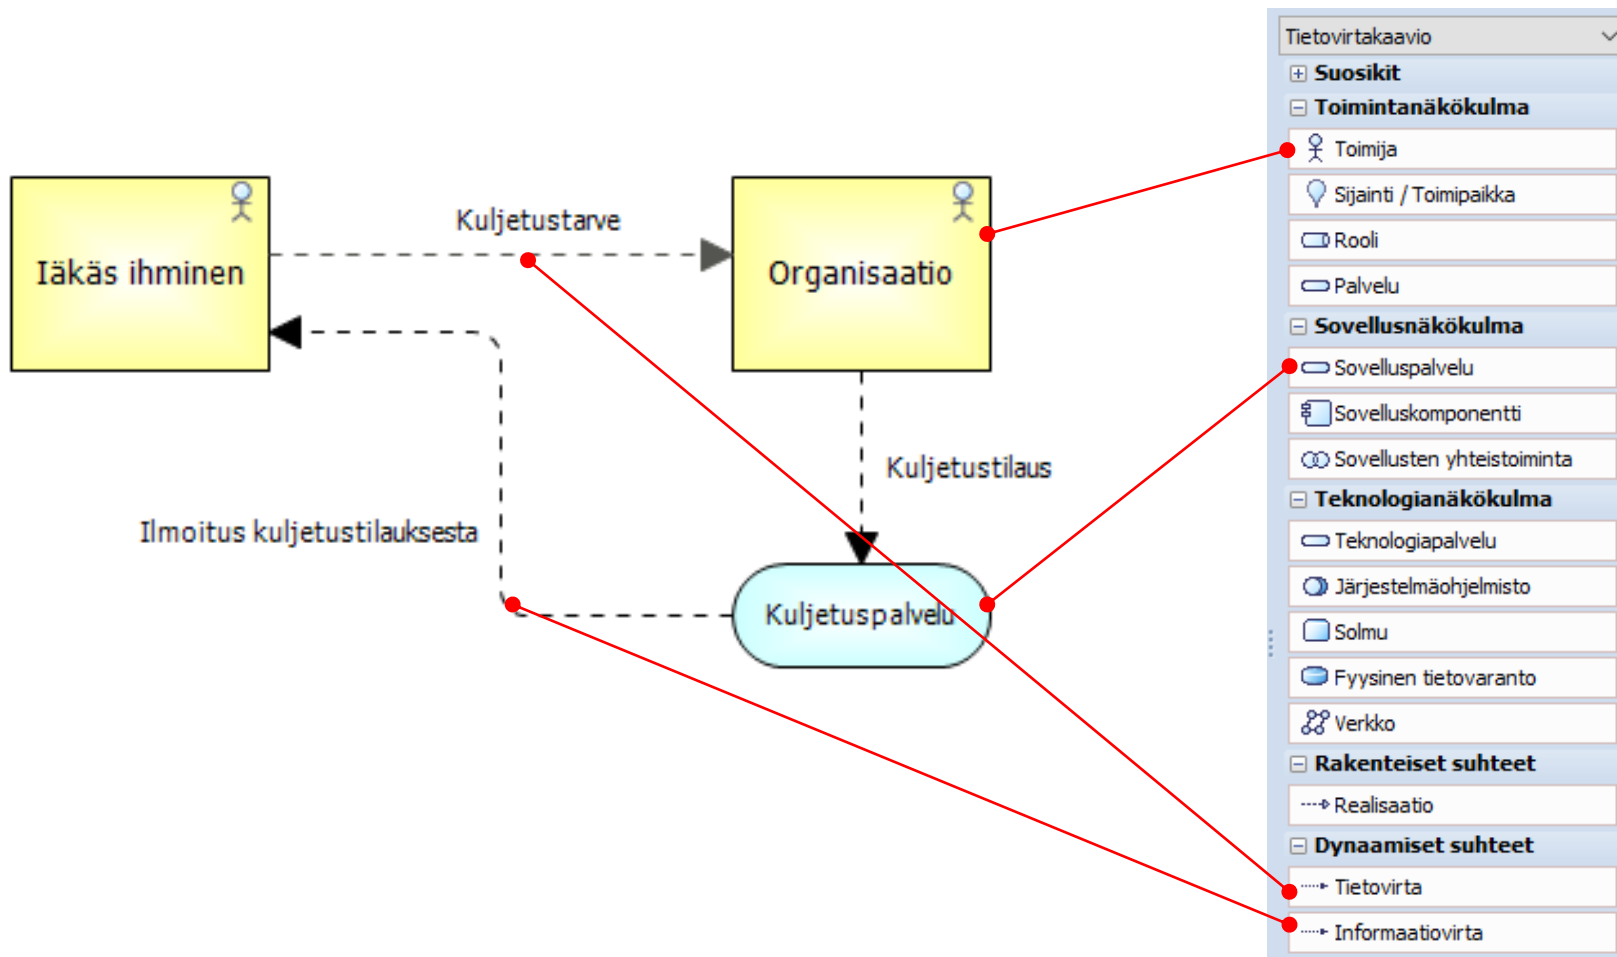 Iäkäs ihminen
Kuljetustarve
Organisaatio
Kuljetustilaus
Ilmoitus kuljetustilauksesta
Kuljetuspalvelu
Tietovirtakaavio
Suosikit
Toimintanäkökulma
Toimija
Sijainti / Toimipaikka
Rooli
Palvelu
Sovellusnäkökulma
Sovelluspalvelu
Sovelluskomponentti
Sovellusten yhteistoiminta
Teknologianäkökulma
Teknologiapalvelu
Järjestelmäohjelmisto
Solmu
Fyysinen tietovaranto
Verkko
Rakenteiset suhteet
Realisaatio
Dynaamiset suhteet
Tietovirta
Informaatiovirta